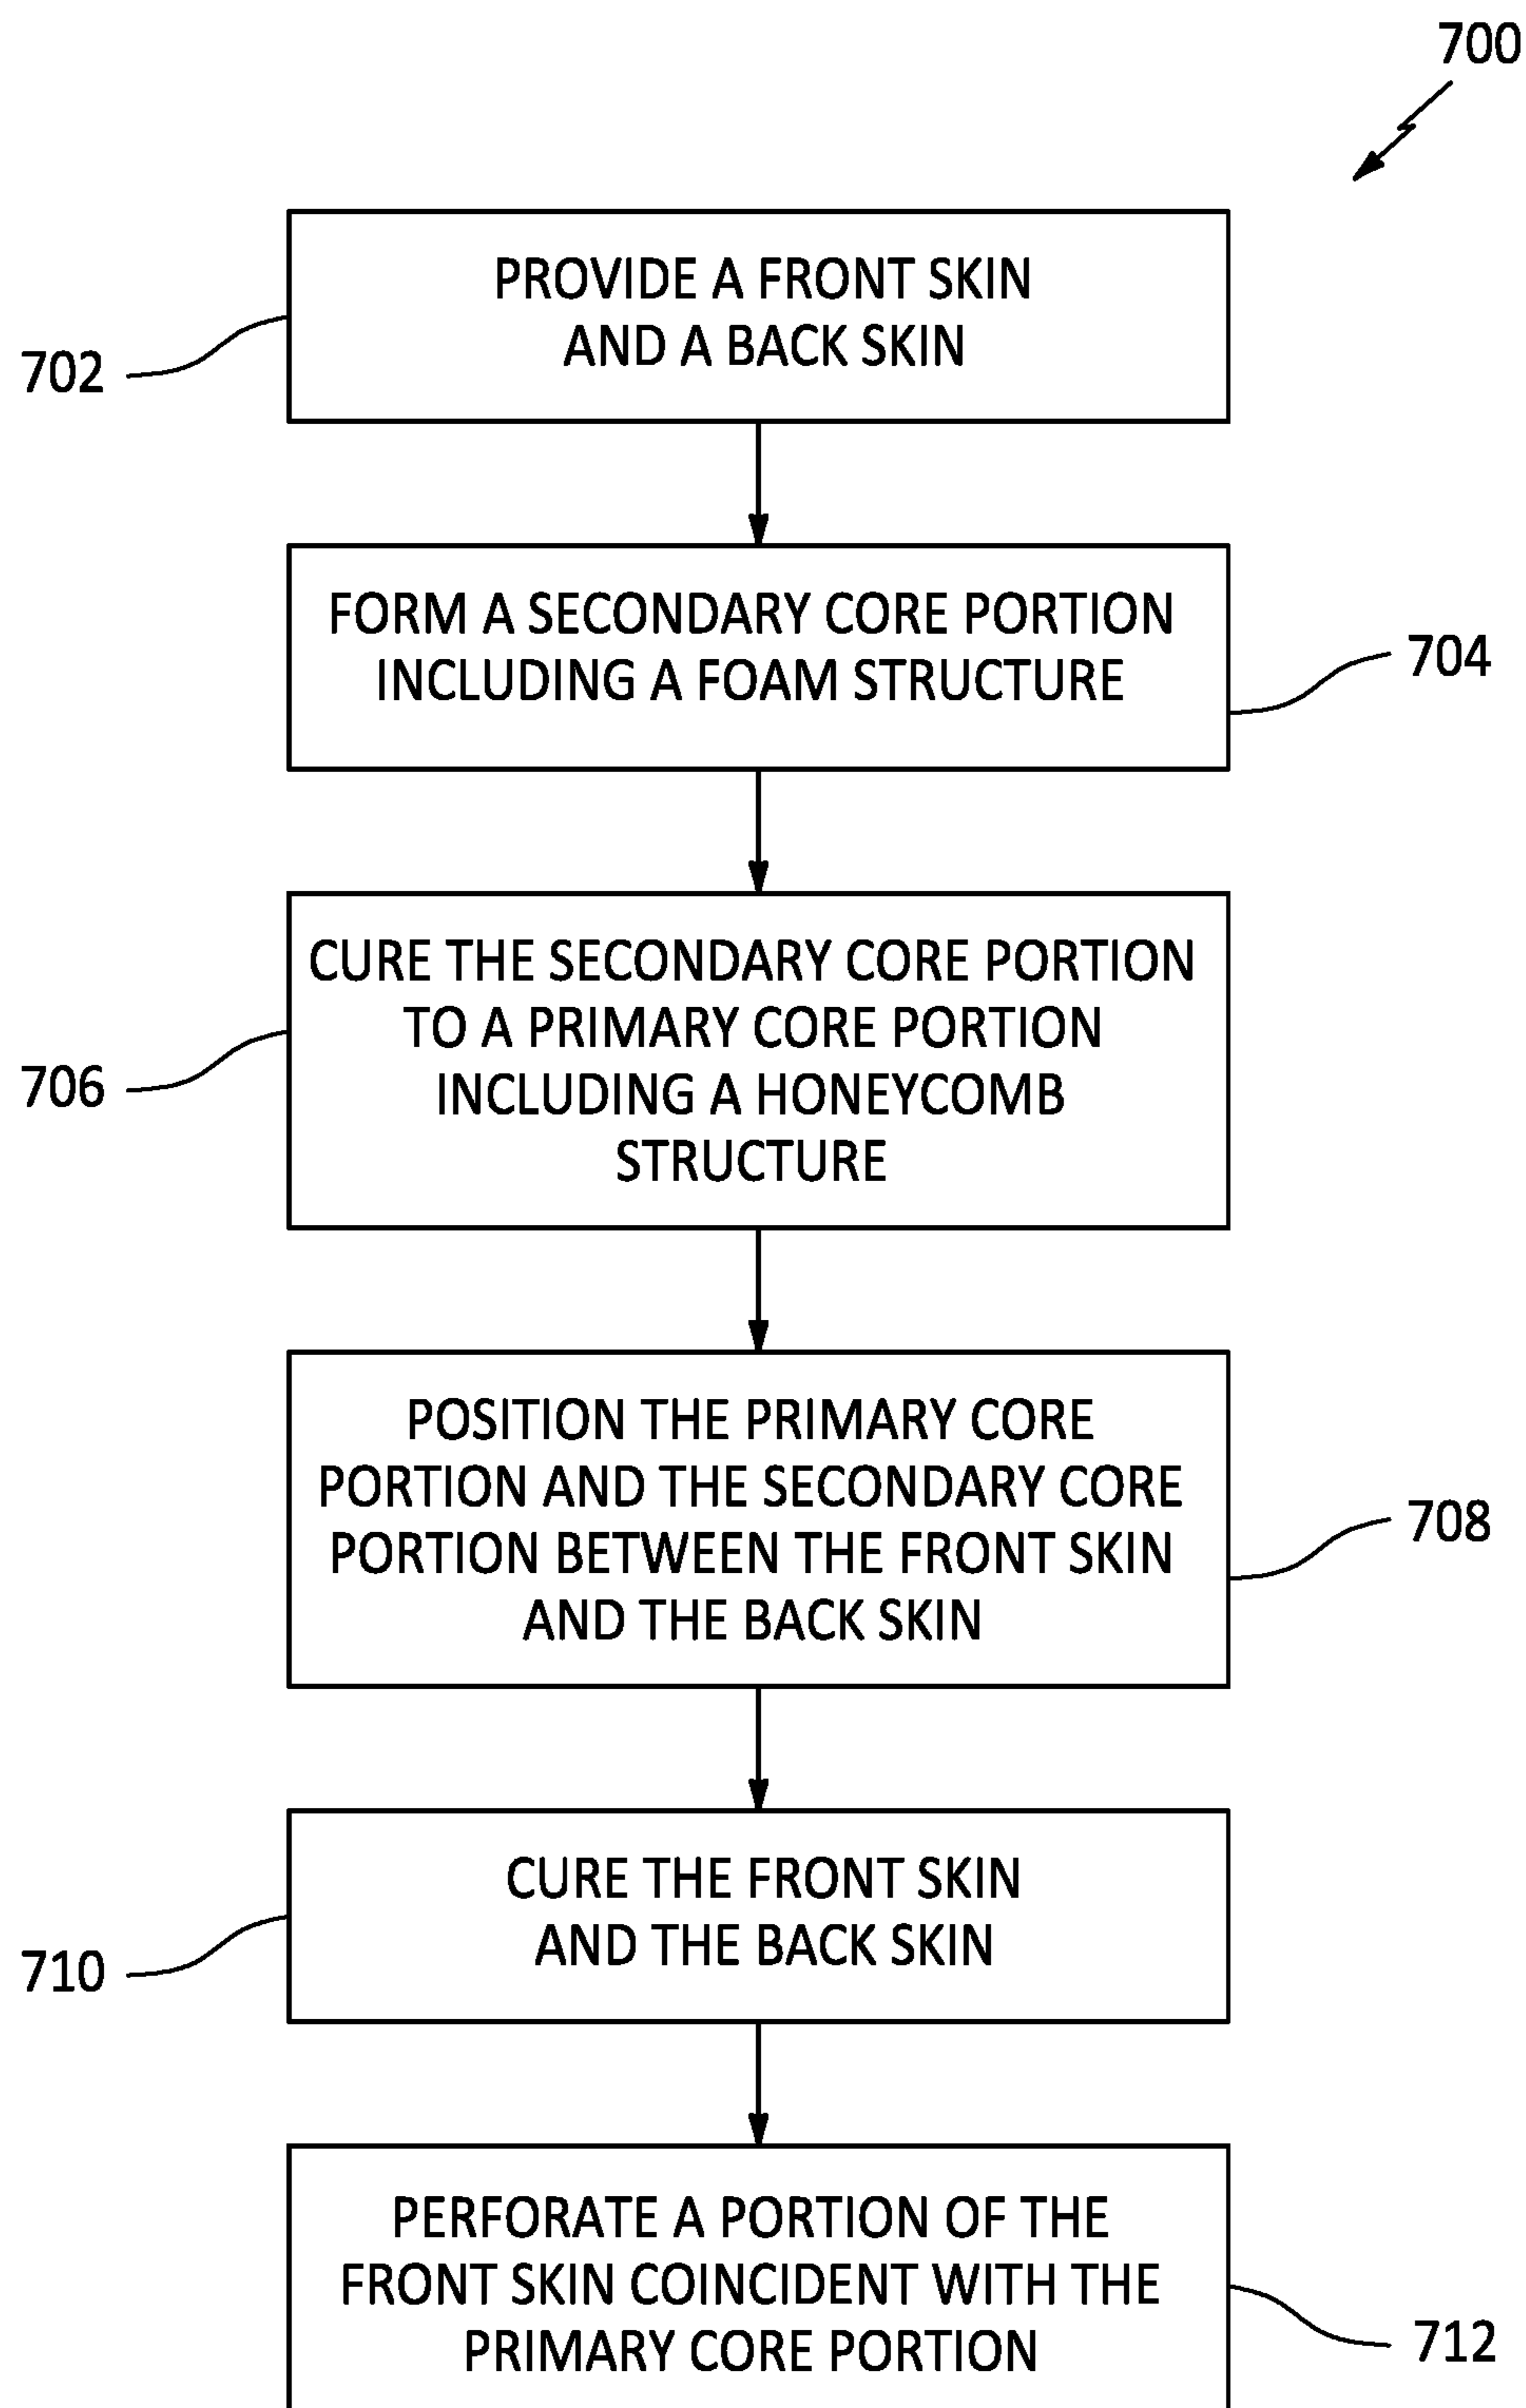 700
PROVIDE A FRONT SKIN
AND A BACK SKIN
702
FORM A SECONDARY CORE PORTION
INCLUDING A FOAM STRUCTURE
704
CURE THE SECONDARY CORE PORTION
TO A PRIMARY CORE PORTION
INCLUDING A HONEYCOMB
STRUCTURE
706
POSITION THE PRIMARY CORE
PORTION AND THE SECONDARY CORE
PORTION BETWEEN THE FRONT SKIN
AND THE BACK SKIN
708
CURE THE FRONT SKIN
AND THE BACK SKIN
710
PERFORATE A PORTION OF THE
FRONT SKIN COINCIDENT WITH THE
PRIMARY CORE PORTION
712